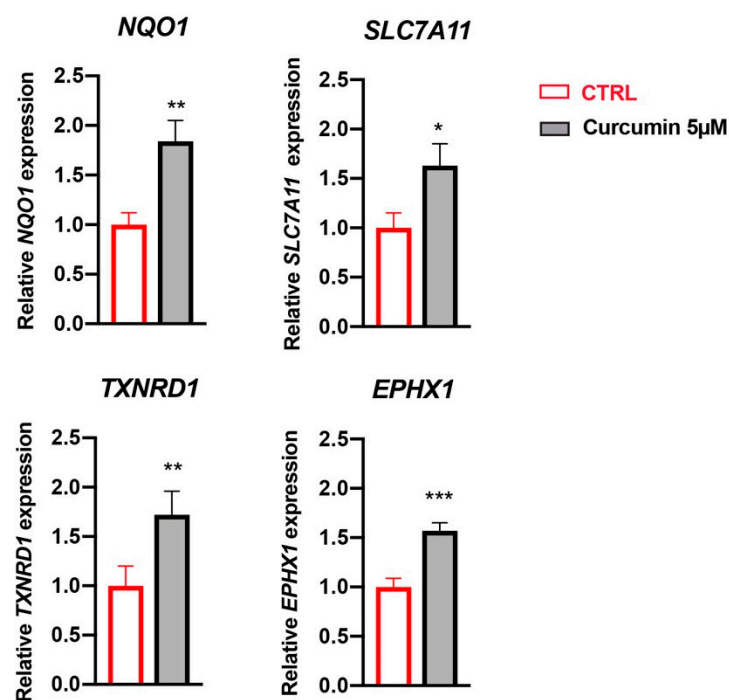 NQO1
Relative NQO1 expression
2.5
2.0
1.5
1.0
0.5
0.0
**
SLC7A11
Relative SLC7A11 expression
2.5
2.0
1.5
1.0
0.5
0.0
*
CTRL
Curcumin 5µM
TXNRD1
Relative TXNRD1 expression
2.5
2.0
1.5
1.0
0.5
0.0
**
EPHX1
Relative EPHX1 expression
2.5
2.0
1.5
1.0
0.5
0.0
***